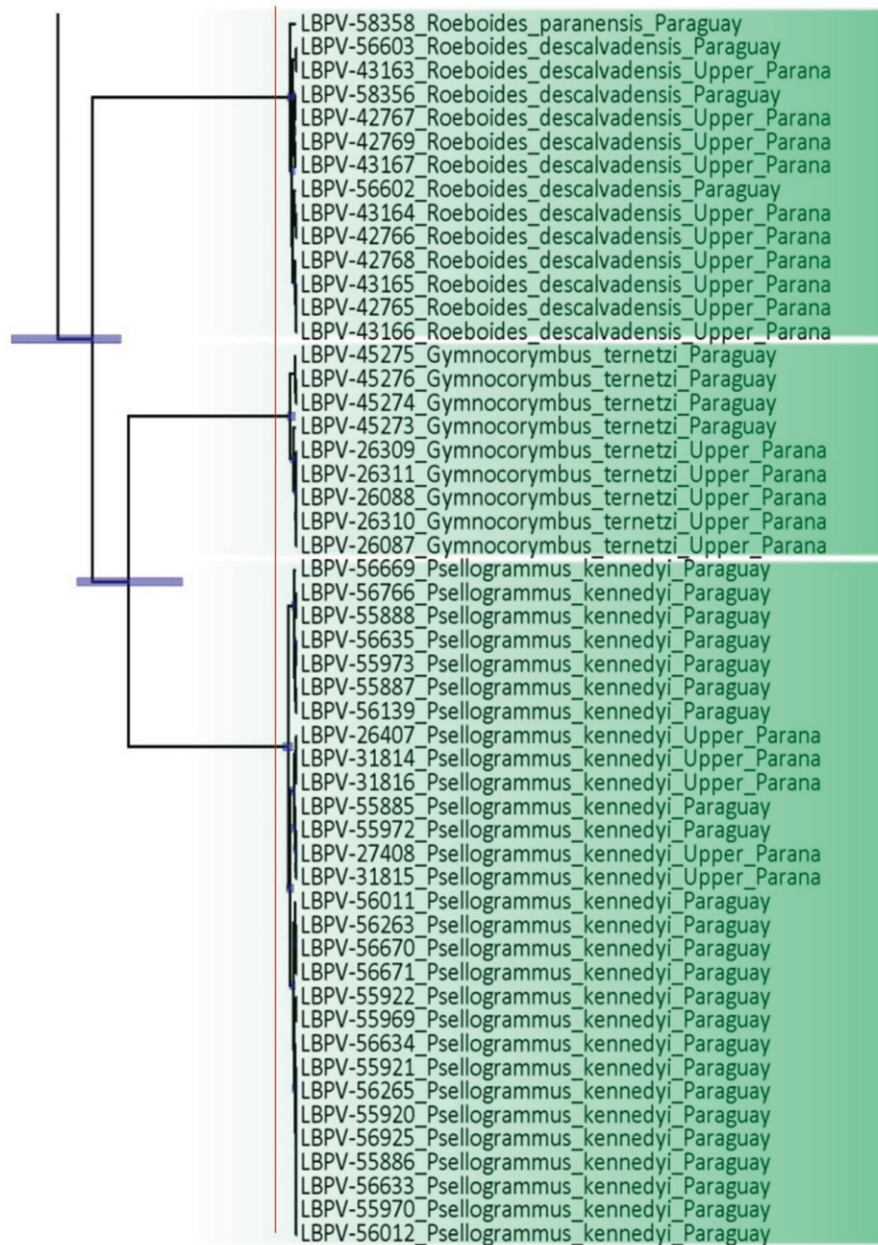 LBPV-58358_Roeboides_paranensis_Paraguay
LBPV-56603_Roeboides_descalvadensis_Paraguay
LBPV-43163_Roeboides_descalvadensis_Upper_Parana
LBPV-58356_Roeboides_descalvadensis_Paraguay
LBPV-42767_Roeboides_descalvadensis_Upper_Parana
LBPV-42769_Roeboides_descalvadensis_Upper_Parana
LBPV-43167_Roeboides_descalvadensis_Upper_Parana
LBPV-56602_Roeboides_descalvadensis_Paraguay
LBPV-43164_Roeboides_descalvadensis_Upper_Parana
LBPV-42766_Roeboides_descalvadensis_Upper_Parana
LBPV-42768_Roeboides_descalvadensis_Upper_Parana
LBPV-43165_Roeboides_descalvadensis_Upper_Parana
LBPV-42765_Roeboides_descalvadensis_Upper_Parana
LBPV-43166_Roeboides_descalvadensis_Upper_Parana
LBPV-45275_Gymnocorymbus_ternetzi_Paraguay
LBPV-45276_Gymnocorymbus_ternetzi_Paraguay
LBPV-45274_Gymnocorymbus_ternetzi_Paraguay
LBPV-45273_Gymnocorymbus_ternetzi_Paraguay
LBPV-26309_Gymnocorymbus_ternetzi_Upper_Parana
LBPV-26311_Gymnocorymbus_ternetzi_Upper_Parana
LBPV-26088_Gymnocorymbus_ternetzi_Upper_Parana
LBPV-26310_Gymnocorymbus_ternetzi_Upper_Parana
LBPV-26087_Gymnocorymbus_ternetzi_Upper_Parana
LBPV-56669_Psellogrammus_kennedyi_Paraguay
LBPV-56766_Psellogrammus_kennedyi_Paraguay
LBPV-55888_Psellogrammus_kennedyi_Paraguay
LBPV-56635_Psellogrammus_kennedyi_Paraguay
LBPV-55973_Psellogrammus_kennedyi_Paraguay
LBPV-55887_Psellogrammus_kennedyi_Paraguay
LBPV-56139_Psellogrammus_kennedyi_Paraguay
LBPV-26407_Psellogrammus_kennedyi_Upper_Parana
LBPV-31814_Psellogrammus_kennedyi_Upper_Parana
LBPV-31816_Psellogrammus_kennedyi_Upper_Parana
LBPV-55885_Psellogrammus_kennedyi_Paraguay
LBPV-55972_Psellogrammus_kennedyi_Paraguay
LBPV-27408_Psellogrammus_kennedyi_Upper_Parana
LBPV-31815_Psellogrammus_kennedyi_Upper_Parana
LBPV-56011_Psellogrammus_kennedyi_Paraguay
LBPV-56263_Psellogrammus_kennedyi_Paraguay
LBPV-56670_Psellogrammus_kennedyi_Paraguay
LBPV-56671_Psellogrammus_kennedyi_Paraguay
LBPV-55922_Psellogrammus_kennedyi_Paraguay
LBPV-55969_Psellogrammus_kennedyi_Paraguay
LBPV-56634_Psellogrammus_kennedyi_Paraguay
LBPV-55921_Psellogrammus_kennedyi_Paraguay
LBPV-56265_Psellogrammus_kennedyi_Paraguay
LBPV-55920_Psellogrammus_kennedyi_Paraguay
LBPV-56925_Psellogrammus_kennedyi_Paraguay
LBPV-55886_Psellogrammus_kennedyi_Paraguay
LBPV-56633_Psellogrammus_kennedyi_Paraguay
LBPV-55970_Psellogrammus_kennedyi_Paraguay
LBPV-56012_Psellogrammus_kennedyi_Paraguay